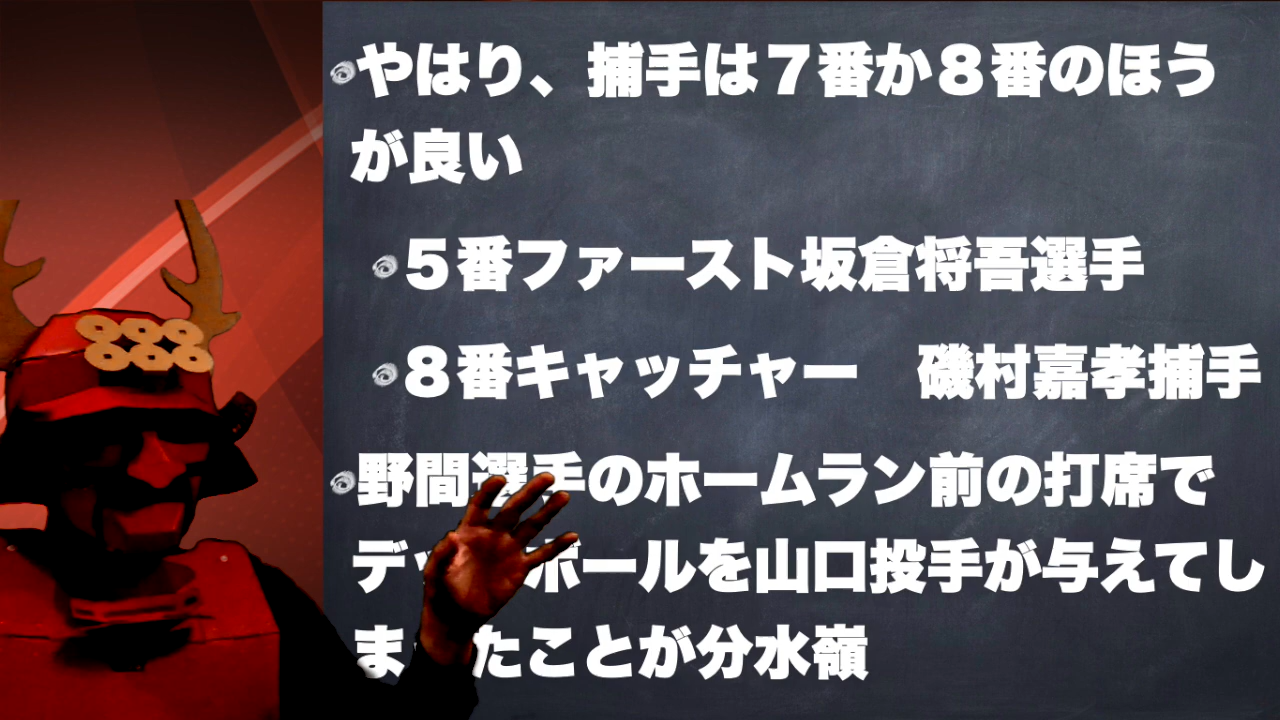 やはり、捕手は７番か８番のほう
が良い
５番ファースト坂倉将吾選手
８番キャッチャー　磯村嘉孝捕手
野間選手のホームラン前の打席で
デッドボールを山口投手が与えてし
まったことが分水嶺